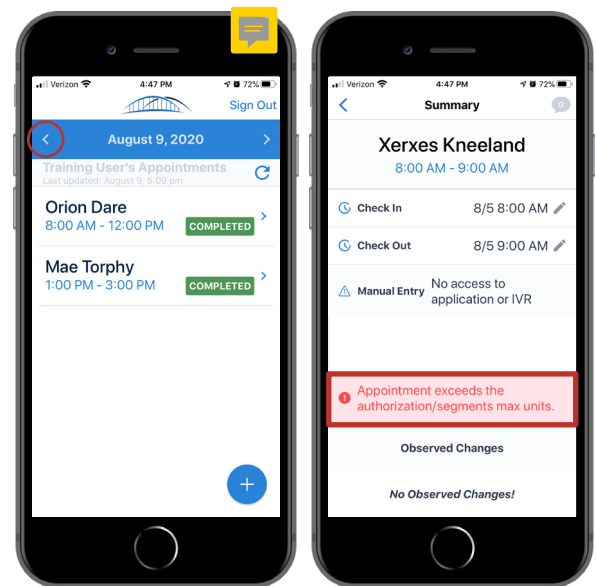 Verizon 4:47 PM 72%
Sign Out
August 9, 2020
Training User's Appointments
Last updated: August 9, 5:09 pm
Orion Dare
8:00 AM - 12:00 PM COMPLETED
Mae Torphy
1:00 PM - 3:00 PM COMPLETED
+
Verizon 4:47 PM 72%
Summary 0
Xerxes Kneeland
8:00 AM - 9:00 AM
Check In 8/5 8:00 AM
Check Out 8/5 9:00 AM
Manual Entry No access to
application or IVR
Appointment exceeds the
authorization/segments max units.
Observed Changes
No Observed Changes!